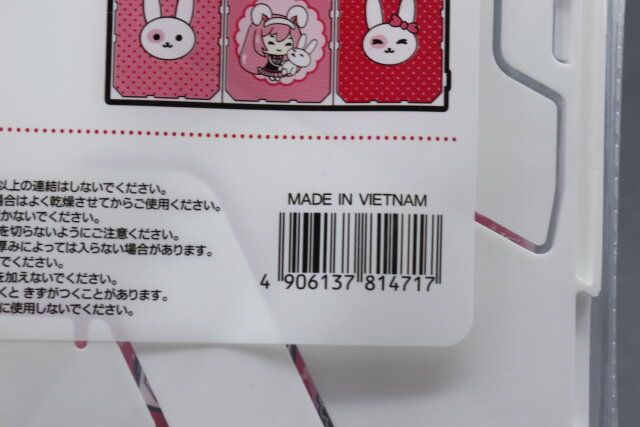 以上の連結はしないでください。
場合はよく乾燥させてからご使用ください。
かないでください。
を切らないようにご注意ください。
厚みによっては入らない場合があります。
でください。
を加えないでください。
くと きずがつくことがあります。
に使用しないでください。
MADE IN VIETNAM
4 906137 814717